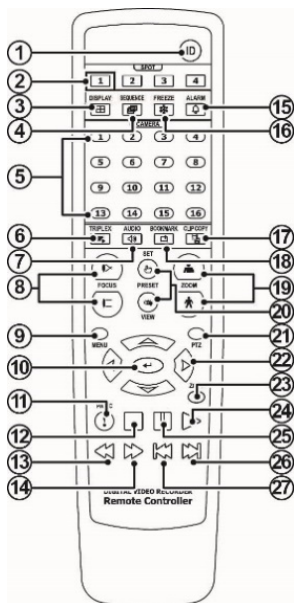 1 ID
SPOT
2 1 2 3 4
3 DISPLAY SEQUENCE FREEZE ALARM 15
4 CAMERA 16
1 2 3 4
5 5 6 7 8
9 10 11 12
13 14 15 16
6 TRIPLEX AUDIO BOOKMARK CLIPCOPY 17
7 SET 18
8 FOCUS PRESET ZOOM 19
VIEW 20
9 MENU PTZ 21
10 22
23
11 24
12 25
13 26
14 27
DIGITAL VIDEO RECORDER
Remote Controller